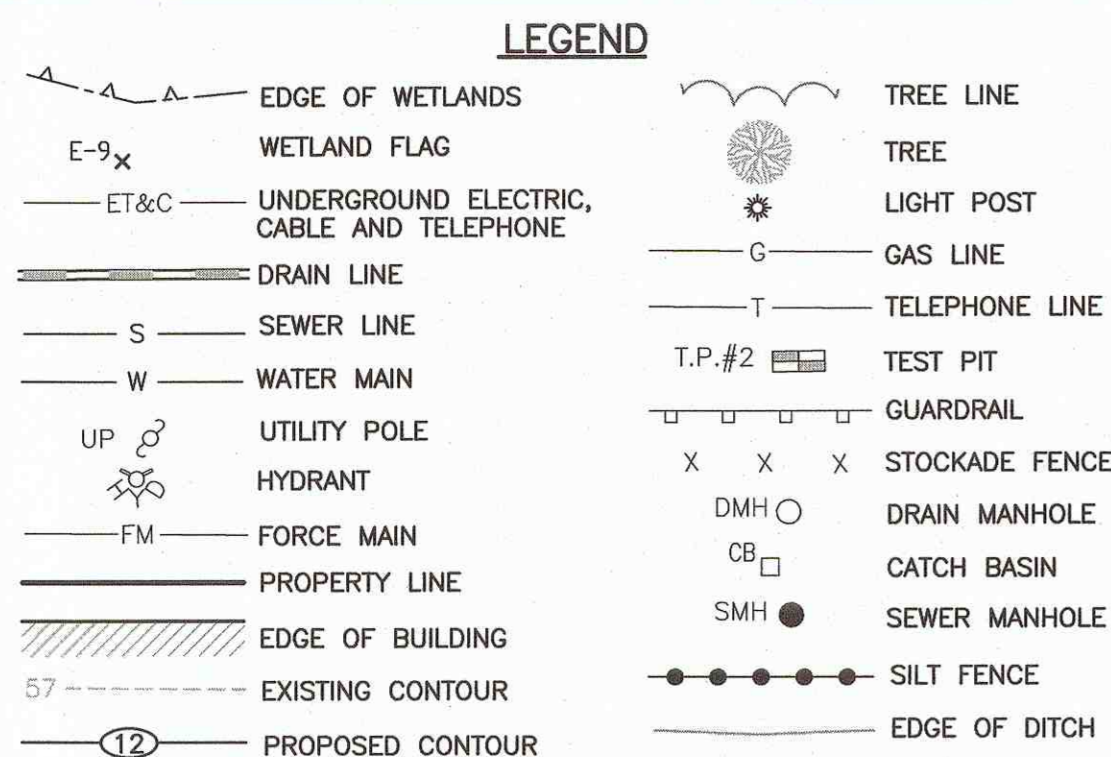 LEGEND
EDGE OF WETLANDS
E-9 WETLAND FLAG
ET&C UNDERGROUND ELECTRIC,
CABLE AND TELEPHONE
DRAIN LINE
S SEWER LINE
W WATER MAIN
UP UTILITY POLE
HYDRANT
FM FORCE MAIN
PROPERTY LINE
EDGE OF BUILDING
57 EXISTING CONTOUR
12 PROPOSED CONTOUR
TREE LINE
TREE
LIGHT POST
G GAS LINE
T TELEPHONE LINE
T.P.#2 TEST PIT
GUARDRAIL
X X X STOCKADE FENCE
DMH DRAIN MANHOLE
CB CATCH BASIN
SMH SEWER MANHOLE
SILT FENCE
EDGE OF DITCH